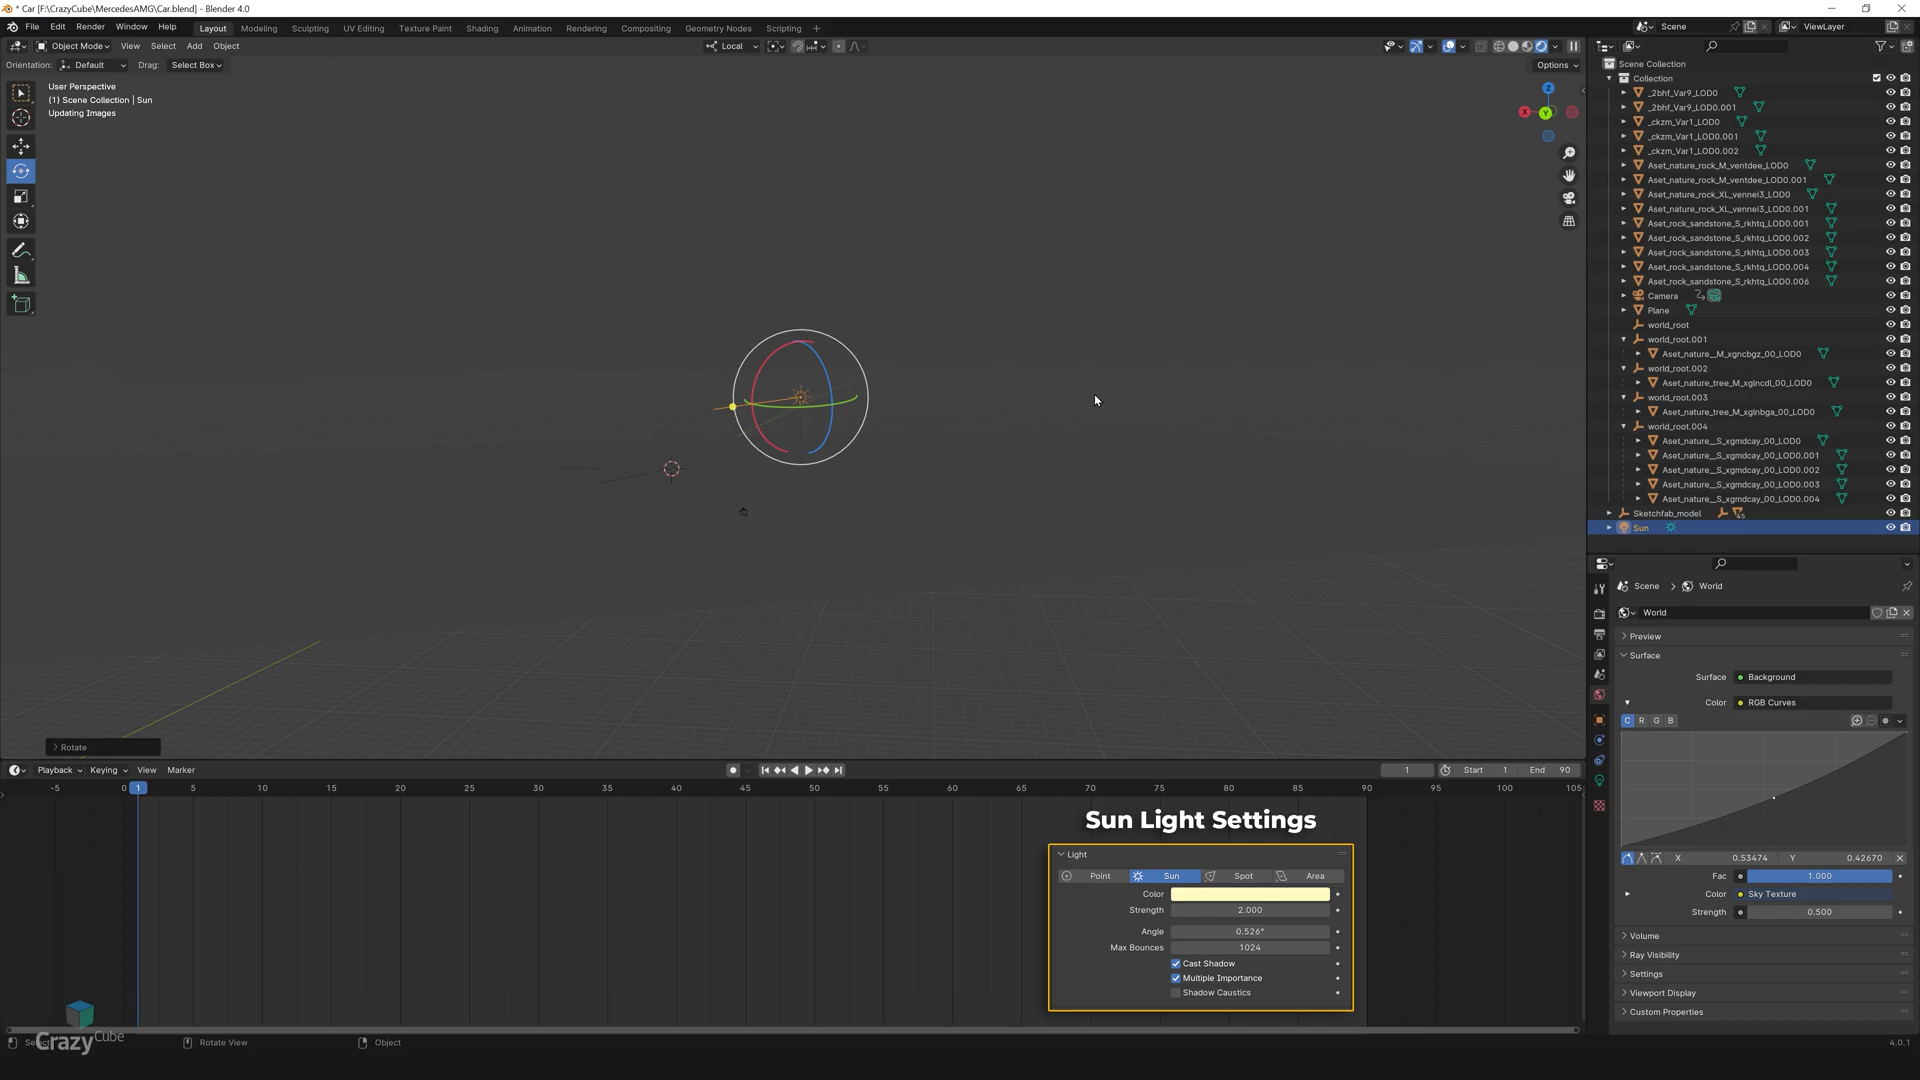 * Car [F:\CrazyCube\MercedesAMG\Car.blend] - Blender 4.0
File Edit Render Window Help Layout Modeling Sculpting UV Editing Texture Paint Shading Animation Rendering Compositing Geometry Nodes Scripting + Scene ViewLayer
Object Mode View Select Add Object Local
Orientation: Default Drag: Select Box Options
User Perspective
(1) Scene Collection | Sun
Updating Images
Z
X Y
Rotate
Scene Collection
Collection
_2bhf_Var9_LOD0
_2bhf_Var9_LOD0.001
_ckzm_Var1_LOD0
_ckzm_Var1_LOD0.001
_ckzm_Var1_LOD0.002
Aset_nature_rock_M_ventdee_LOD0
Aset_nature_rock_M_ventdee_LOD0.001
Aset_nature_rock_XL_vennei3_LOD0
Aset_nature_rock_XL_vennei3_LOD0.001
Aset_rock_sandstone_S_rkhtq_LOD0.001
Aset_rock_sandstone_S_rkhtq_LOD0.002
Aset_rock_sandstone_S_rkhtq_LOD0.003
Aset_rock_sandstone_S_rkhtq_LOD0.004
Aset_rock_sandstone_S_rkhtq_LOD0.006
Camera
Plane
world_root
world_root.001
Aset_nature__M_xgncbgz_00_LOD0
world_root.002
Aset_nature_tree_M_xglncdl_00_LOD0
world_root.003
Aset_nature_tree_M_xglnbga_00_LOD0
world_root.004
Aset_nature__S_xgmdcay_00_LOD0
Aset_nature__S_xgmdcay_00_LOD0.001
Aset_nature__S_xgmdcay_00_LOD0.002
Aset_nature__S_xgmdcay_00_LOD0.003
Aset_nature__S_xgmdcay_00_LOD0.004
Sketchfab_model 45
Sun
Scene > World
World
Preview
Surface
Surface Background
Color RGB Curves
C R G B
X 0.53474 Y 0.42670
Fac 1.000
Color Sky Texture
Strength 0.500
Volume
Ray Visibility
Settings
Viewport Display
Custom Properties
Playback Keying View Marker 1 Start 1 End 90
-5 0 1 5 10 15 20 25 30 35 40 45 50 55 60 65 70 75 80 85 90 95 100 105
Sun Light Settings
Light
Point Sun Spot Area
Color
Strength 2.000
Angle 0.526°
Max Bounces 1024
Cast Shadow
Multiple Importance
Shadow Caustics
CrazyCube
Rotate View Object 4.0.1